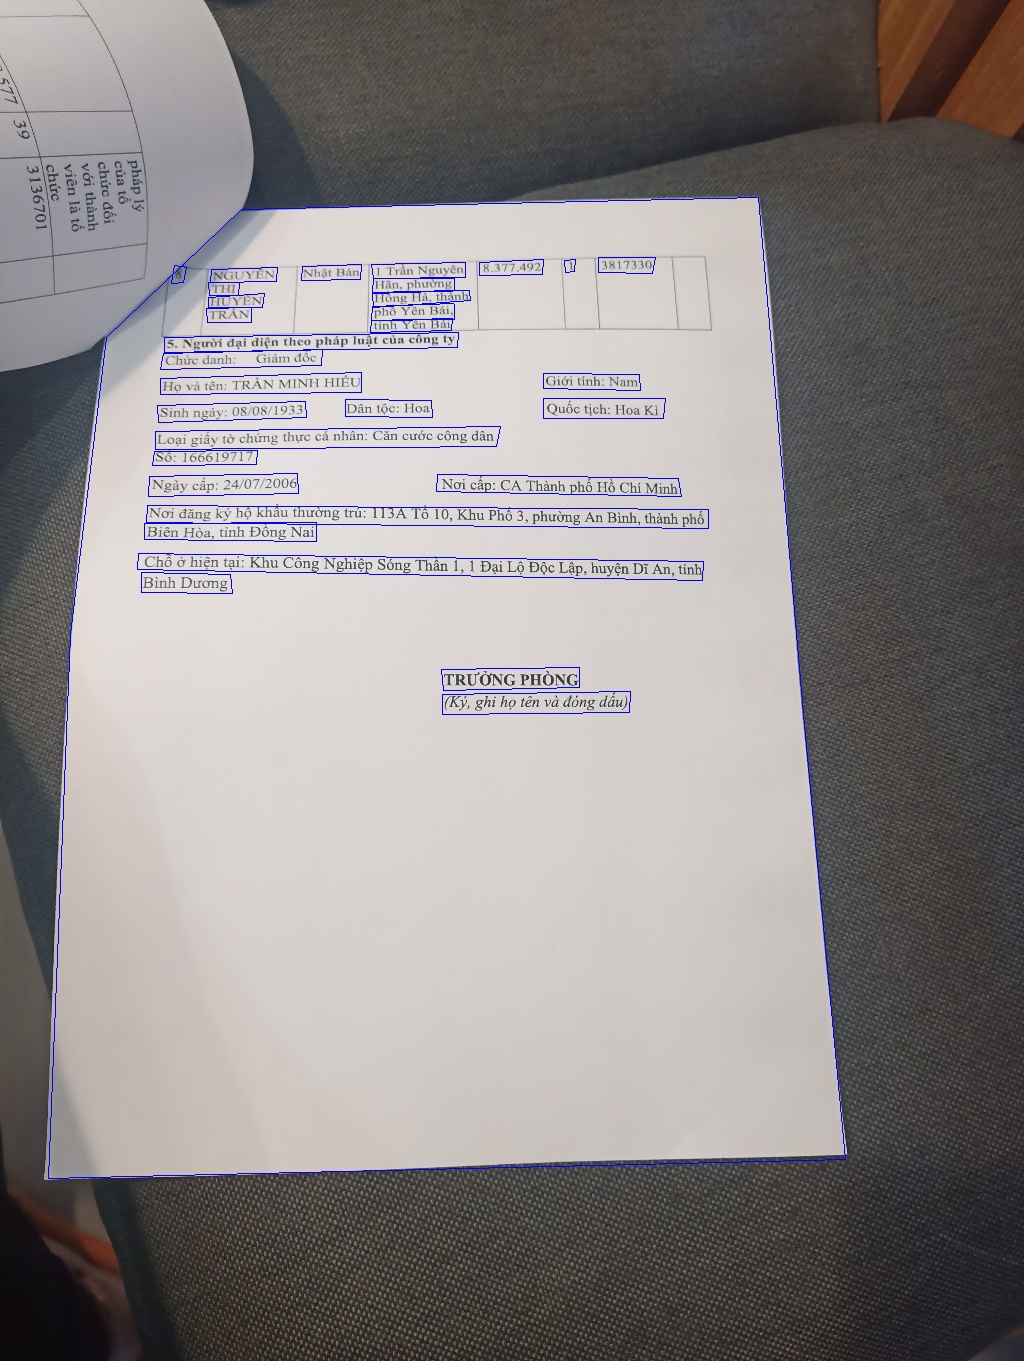 pháp lý
của tổ
chức đối
với thành
viên là tổ
chức
39
3136701
NGUYỄN THỊ HUYỀN TRÂN
Nhật Bản
1 Trần Nguyên Hãn, phường Hồng Hà, thành phố Yên Bái, tỉnh Yên Bái
8.377.492
1
3817330
5. Người đại diện theo pháp luật của công ty
Chức danh: Giám đốc
Họ và tên: TRẦN MINH HIẾU Giới tính: Nam
Sinh ngày: 08/08/1933 Dân tộc: Hoa Quốc tịch: Hoa Kì
Loại giấy tờ chứng thực cá nhân: Căn cước công dân
Số: 166619717
Ngày cấp: 24/07/2006 Nơi cấp: CA Thành phố Hồ Chí Minh
Nơi đăng ký hộ khẩu thường trú: 113A Tổ 10, Khu Phố 3, phường An Bình, thành phố
Biên Hòa, tỉnh Đồng Nai
Chỗ ở hiện tại: Khu Công Nghiệp Sóng Thần 1, 1 Đại Lộ Độc Lập, huyện Dĩ An, tỉnh
Bình Dương
TRƯỞNG PHÒNG
(Ký, ghi họ tên và đóng dấu)